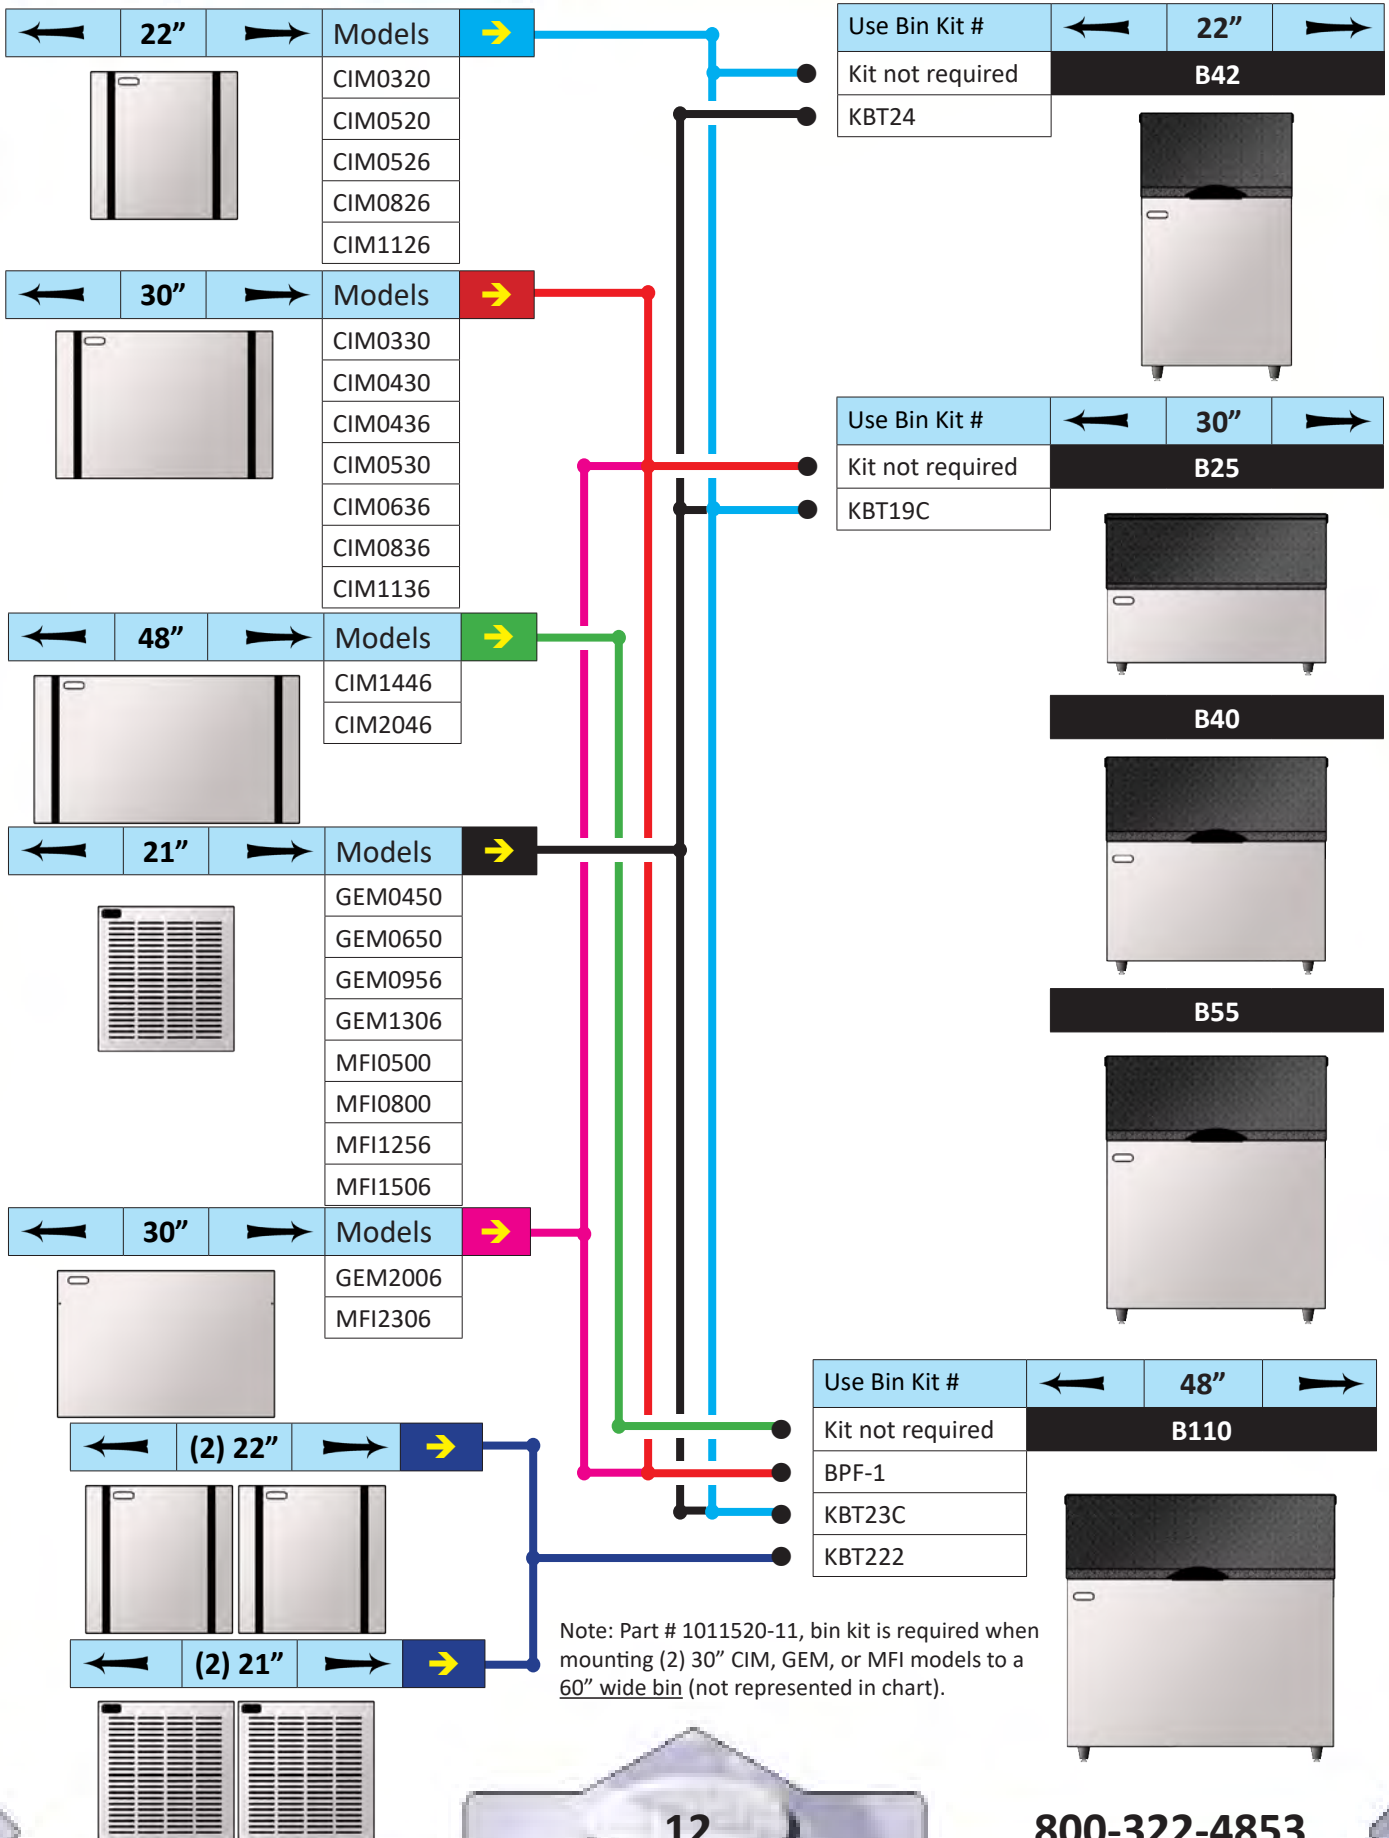 22” Models
CIM0320
CIM0520
CIM0526
CIM0826
CIM1126
30” Models
CIM0330
CIM0430
CIM0436
CIM0530
CIM0636
CIM0836
CIM1136
48” Models
CIM1446
CIM2046
21” Models
GEM0450
GEM0650
GEM0956
GEM1306
MFI0500
MFI0800
MFI1256
MFI1506
30” Models
GEM2006
MFI2306
(2) 22”
(2) 21”
Use Bin Kit # 22”
Kit not required B42
KBT24
Use Bin Kit # 30”
Kit not required B25
KBT19C
B40
B55
Use Bin Kit # 48”
Kit not required B110
BPF-1
KBT23C
KBT222
Note: Part # 1011520-11, bin kit is required when
mounting (2) 30” CIM, GEM, or MFI models to a
60” wide bin (not represented in chart).
12
800-322-4853